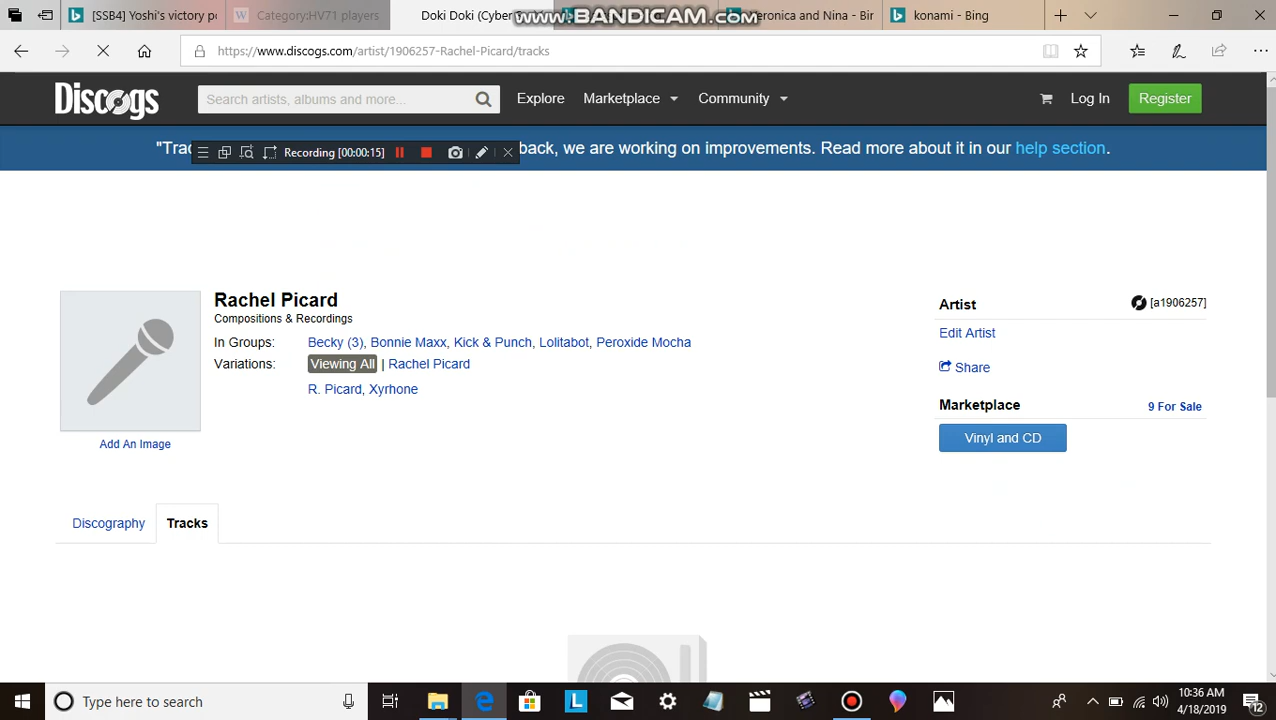 [SSB4] Yoshi's victory p
Category:HV71 players
Doki Doki (Cyber
www.BANDICAM.com
eronica and Nina - Bir
konami - Bing
https://www.discogs.com/artist/1906257-Rachel-Picard/tracks
Discogs
Search artists, albums and more...
Explore
Marketplace
Community
Log In
Register
"Trac
Recording [00:00:15]
back, we are working on improvements. Read more about it in our help section.
Rachel Picard
Compositions & Recordings
In Groups: Becky (3), Bonnie Maxx, Kick & Punch, Lolitabot, Peroxide Mocha
Variations: Viewing All | Rachel Picard
R. Picard, Xyrhone
Add An Image
Artist
[a1906257]
Edit Artist
Share
Marketplace
9 For Sale
Vinyl and CD
Discography
Tracks
Type here to search
10:36 AM
4/18/2019
12